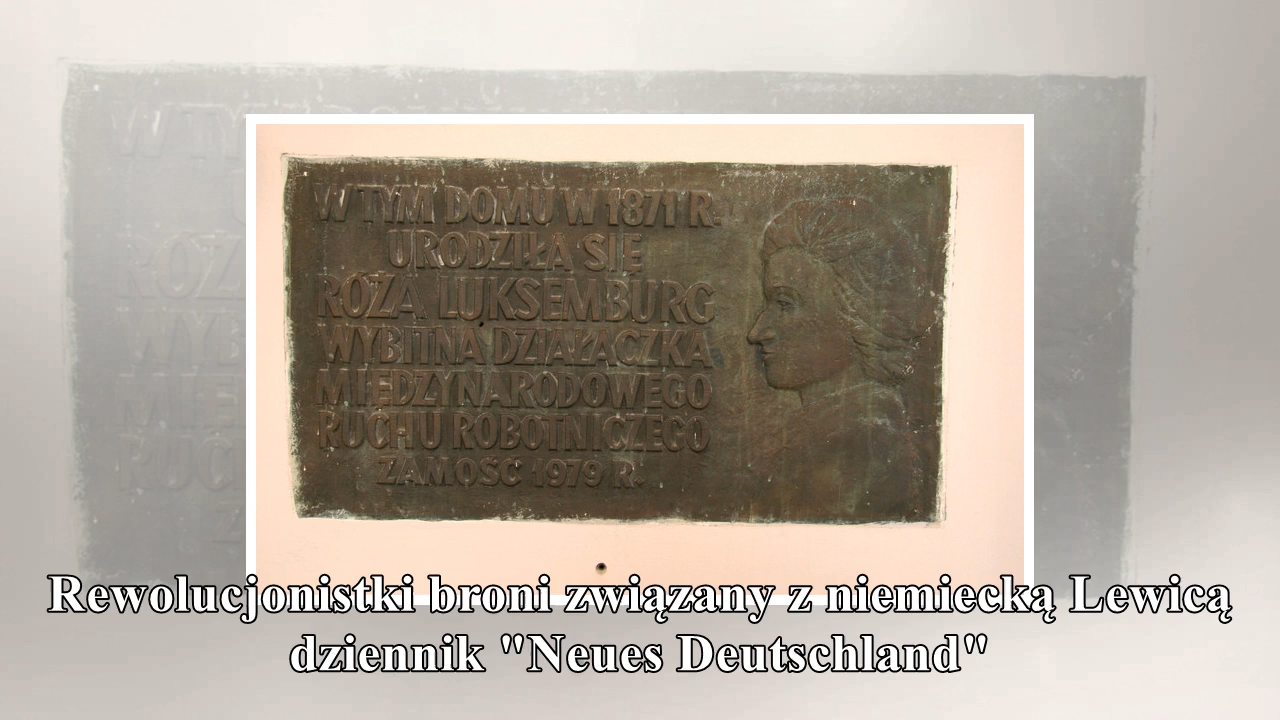 W TYM DOMU W 1871 R.
URODZIŁA SIĘ
RÓŻA LUKSEMBURG
WYBITNA DZIAŁACZKA
MIĘDZYNARODOWEGO
RUCHU ROBOTNICZEGO
ZAMOŚĆ 1979 R.
Rewolucjonistki broni związany z niemiecką Lewicą
dziennik "Neues Deutschland"